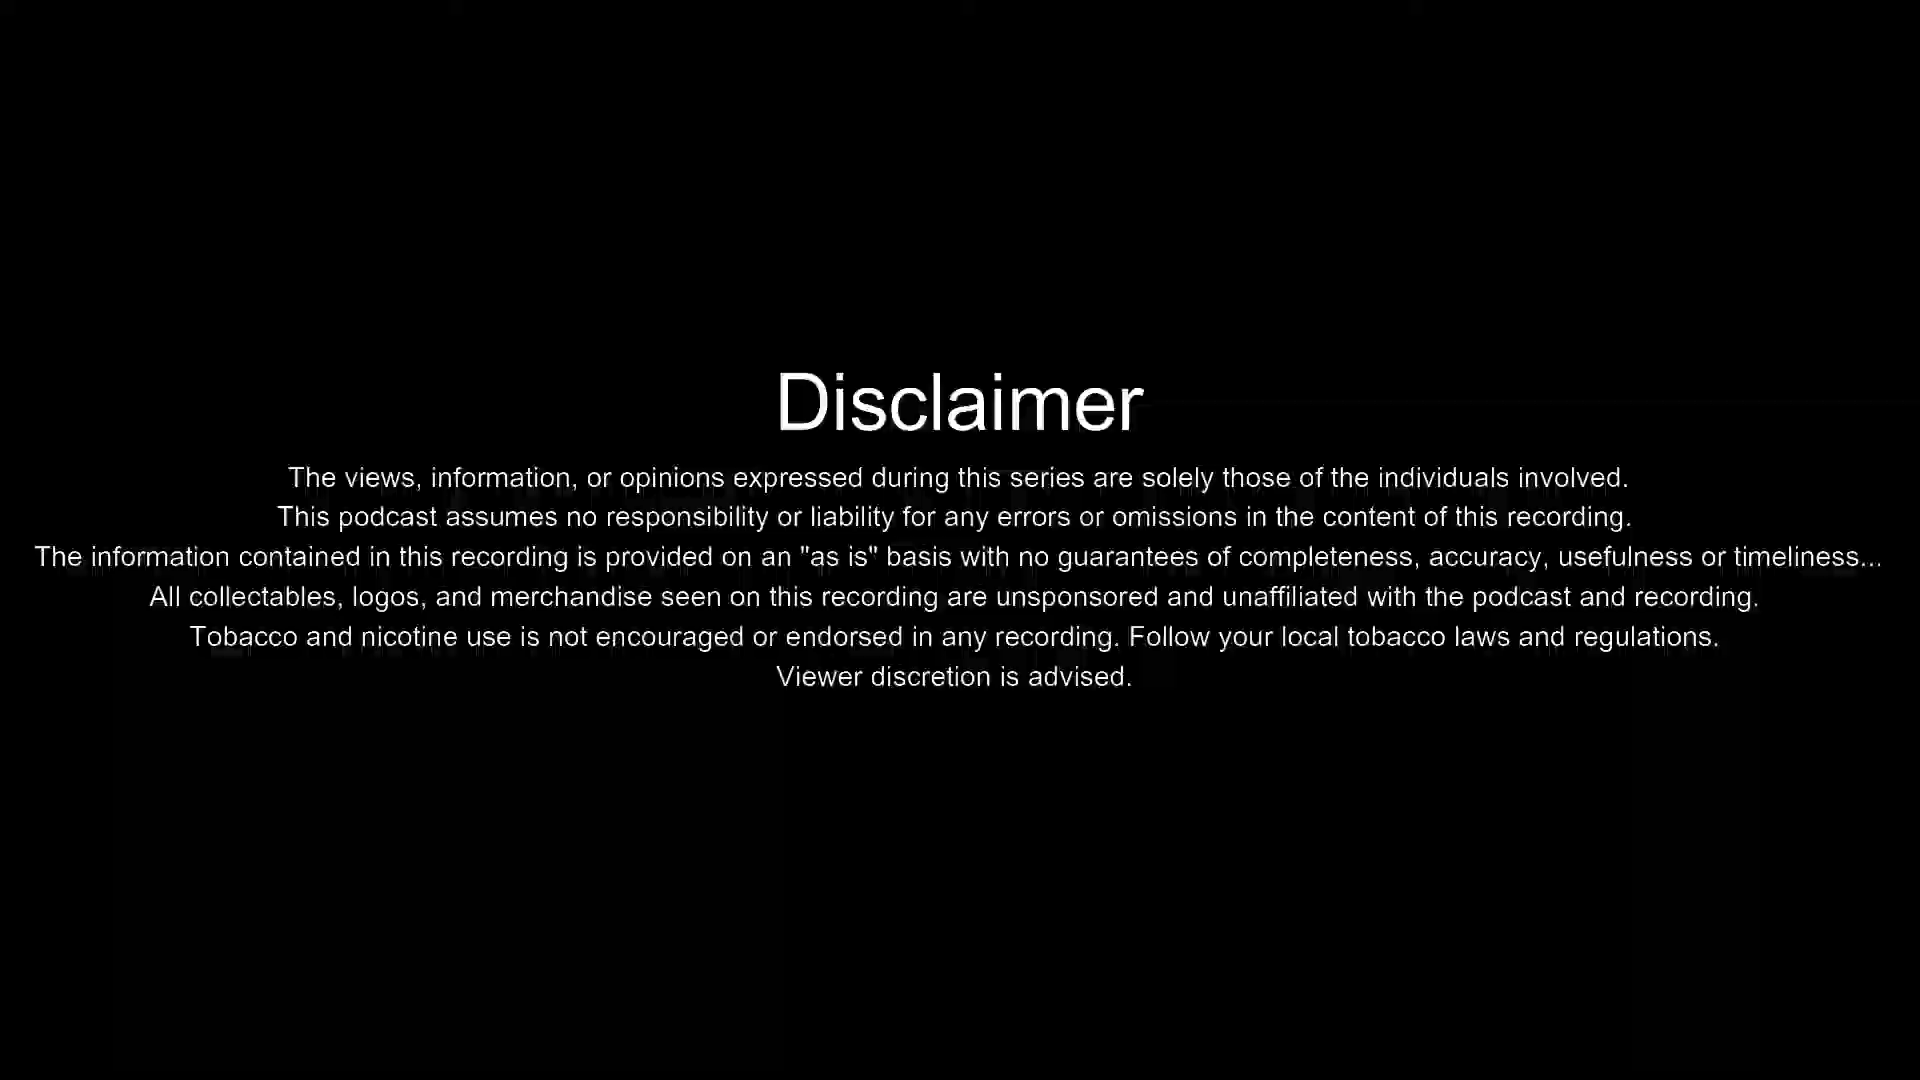 Disclaimer
The views, information, or opinions expressed during this series are solely those of the individuals involved.
This podcast assumes no responsibility or liability for any errors or omissions in the content of this recording.
The information contained in this recording is provided on an "as is" basis with no guarantees of completeness, accuracy, usefulness or timeliness...
All collectables, logos, and merchandise seen on this recording are unsponsored and unaffiliated with the podcast and recording.
Tobacco and nicotine use is not encouraged or endorsed in any recording. Follow your local tobacco laws and regulations.
Viewer discretion is advised.